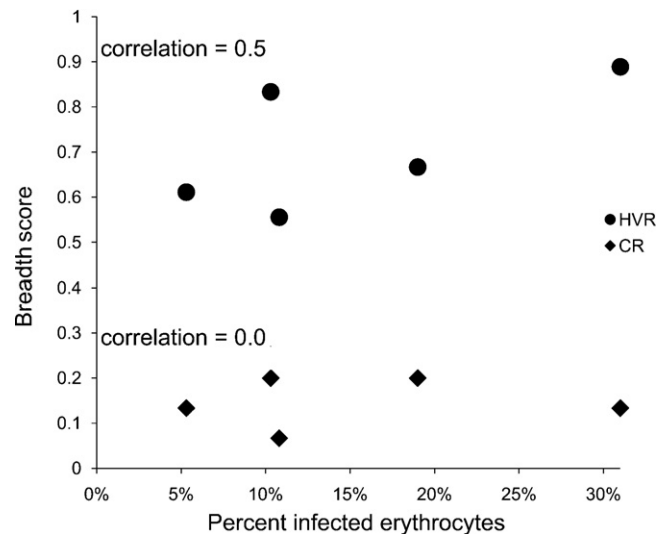 1
correlation = 0.5
0.9
0.8
0.7
0.6
0.5
0.4
0.3
correlation = 0.0
0.2
0.1
0
Breadth score
HVR
CR
0% 5% 10% 15% 20% 25% 30%
Percent infected erythrocytes